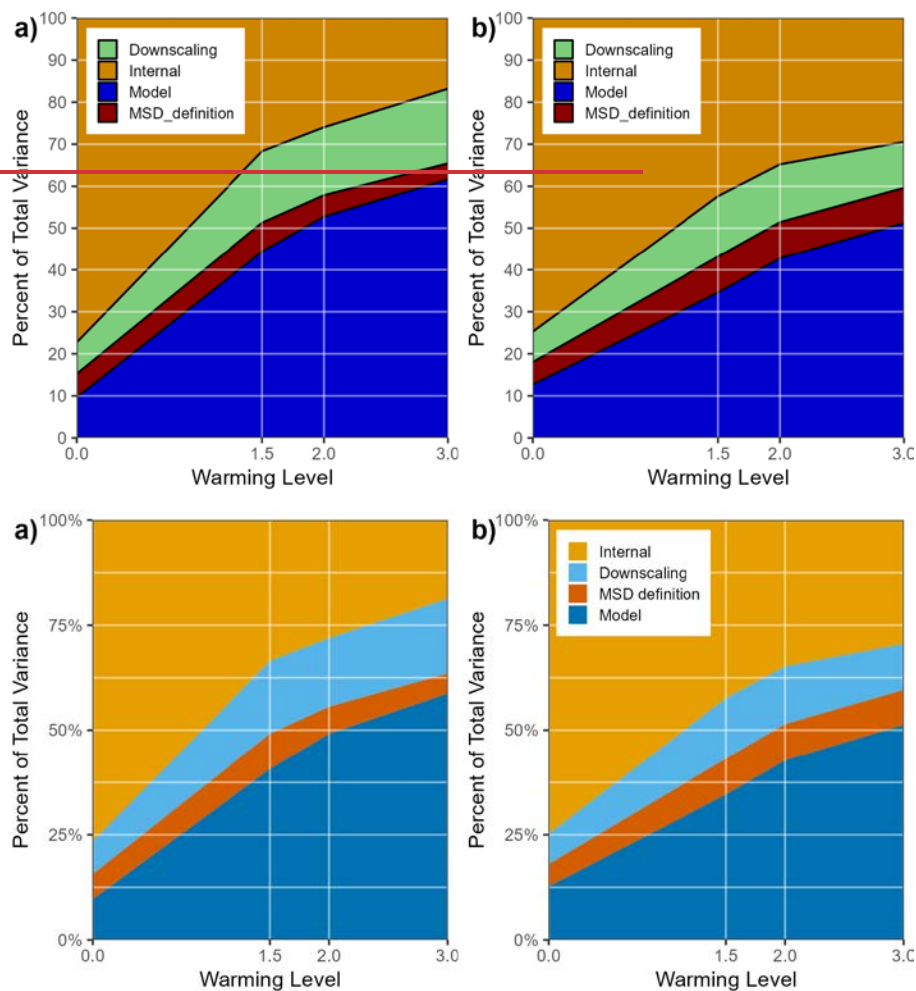 a)
100
90
80
70
60
50
40
30
20
10
0
Percent of Total Variance
Downscaling
Internal
Model
MSD_definition
0.0
1.5
2.0
3.0
Warming Level
b)
100
90
80
70
60
50
40
30
20
10
0
Percent of Total Variance
Downscaling
Internal
Model
MSD_definition
0.0
1.5
2.0
3.0
Warming Level
a)
100%
75%
50%
25%
0%
Percent of Total Variance
0.0
1.5
2.0
3.0
Warming Level
b)
100%
75%
50%
25%
0%
Percent of Total Variance
Internal
Downscaling
MSD definition
Model
0.0
1.5
2.0
3.0
Warming Level